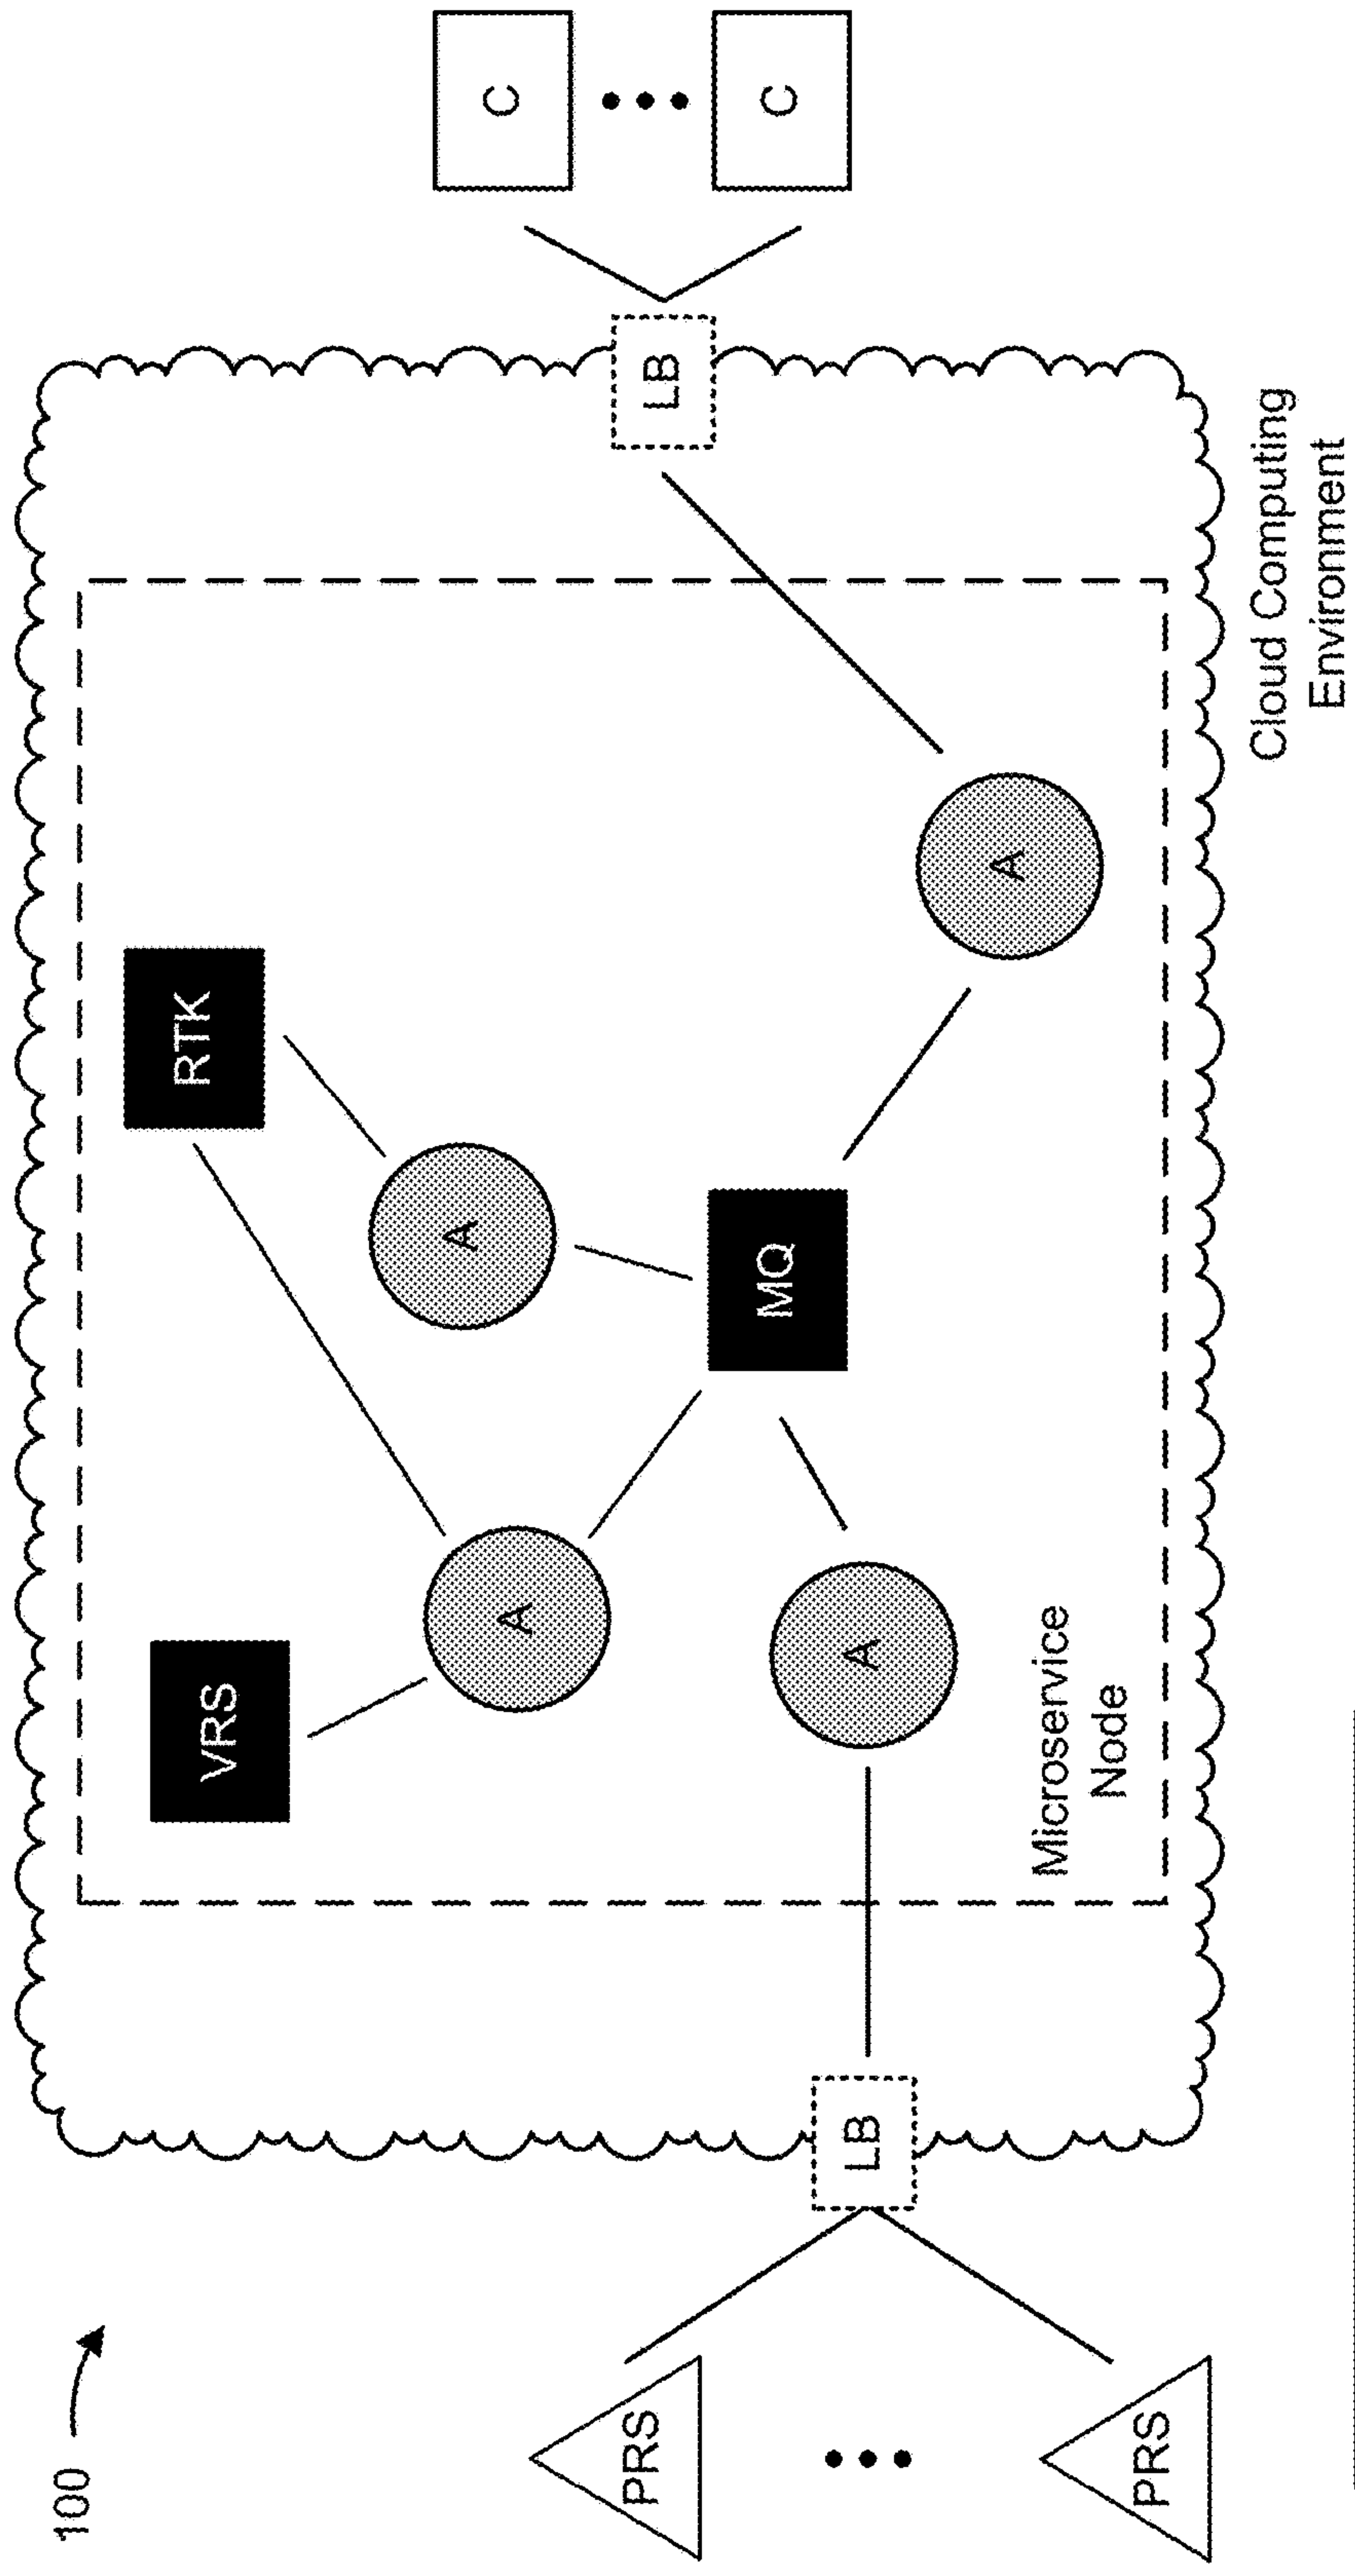 100
RTK
VRS
A
C
A
PRS
LB
MQ
C
A
LB
A
Microservice
Node
PRS
Cloud Computing
Environment